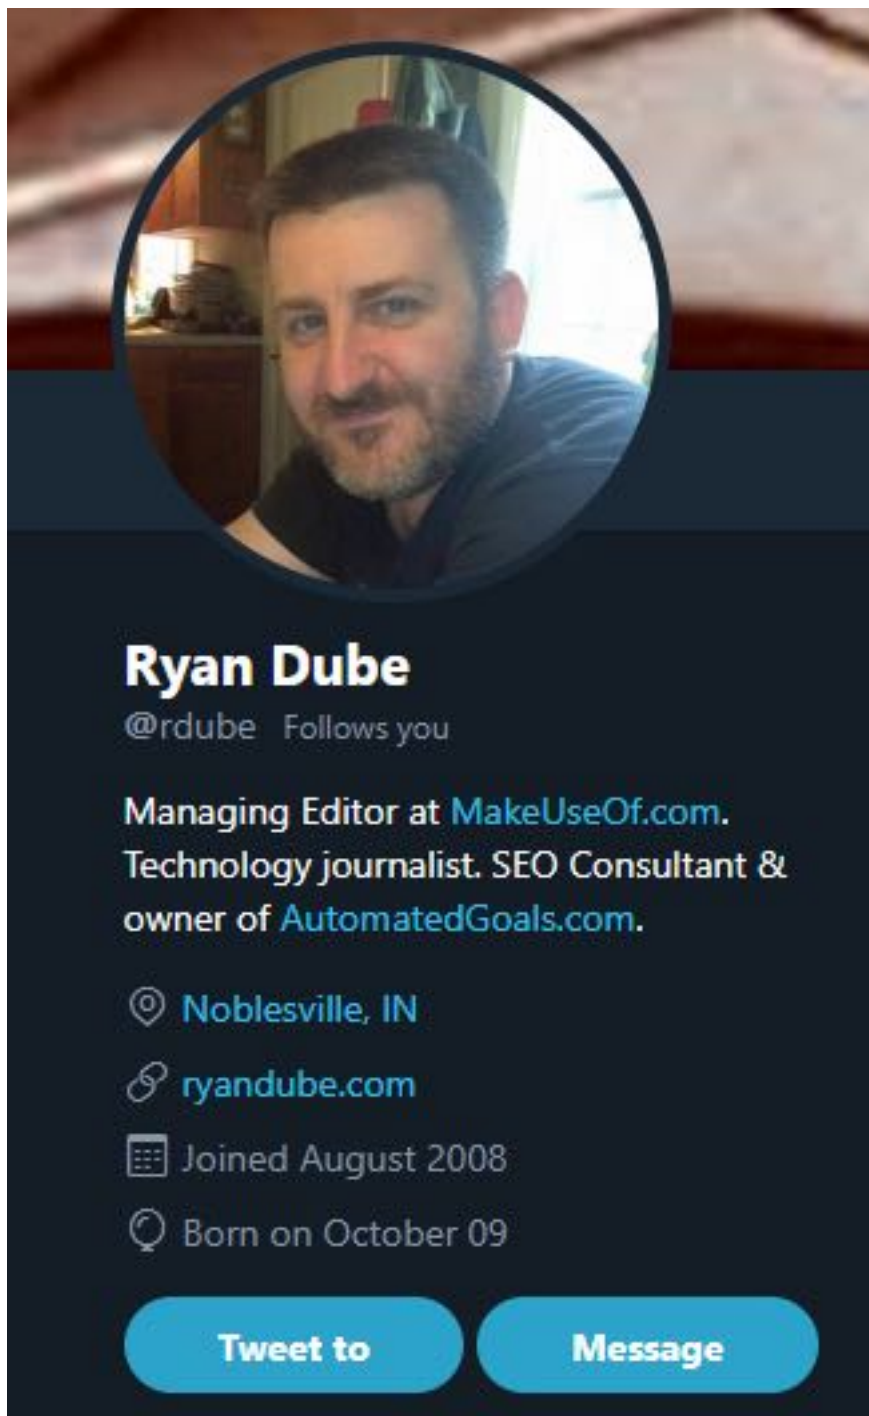 Ryan Dube
@rdube Follows you
Managing Editor at MakeUseOf.com.
Technology journalist. SEO Consultant &
owner of AutomatedGoals.com.
Noblesville, IN
ryandube.com
Joined August 2008
Born on October 09
Tweet to Message